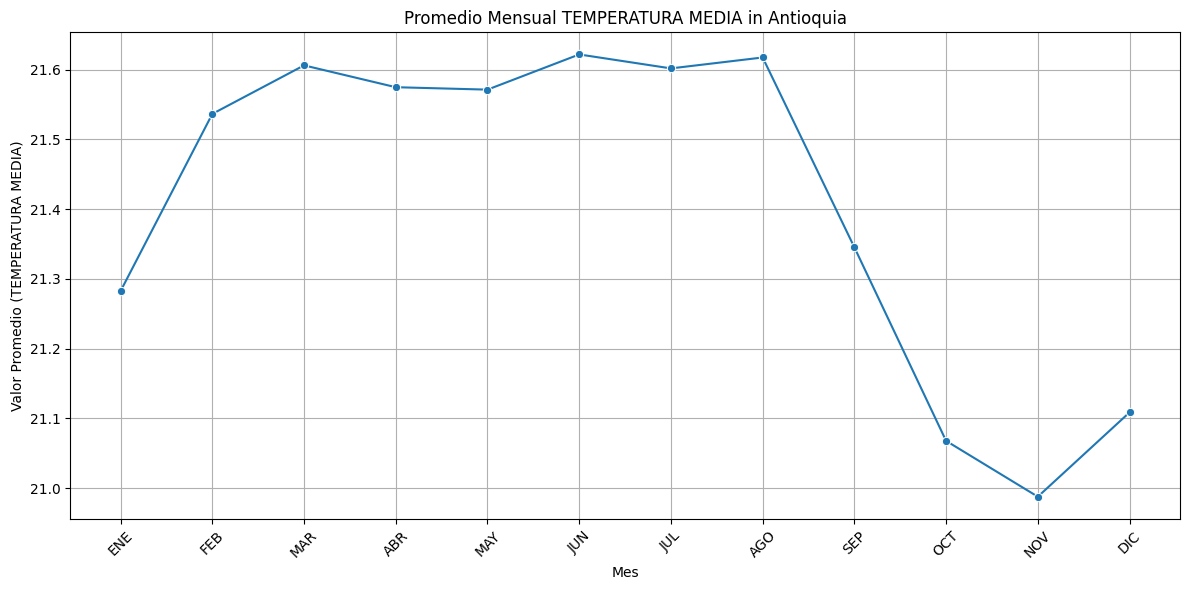 Promedio Mensual TEMPERATURA MEDIA in Antioquia
Valor Promedio (TEMPERATURA MEDIA)
21.6
21.5
21.4
21.3
21.2
21.1
21.0
ENE FEB MAR ABR MAY JUN JUL AGO SEP OCT NOV DIC
Mes